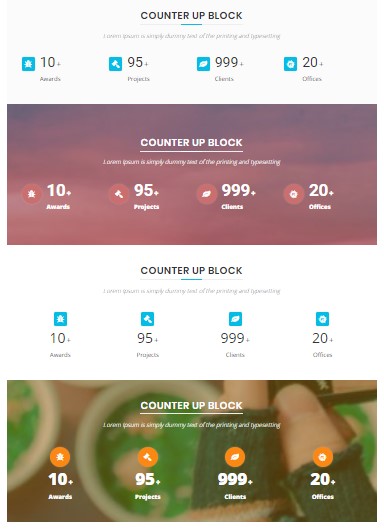 COUNTER UP BLOCK
Lorem Ipsum is simply dummy text of the printing and typesetting
10+ 95+ 999+ 20+
Awards Projects Clients Offices
COUNTER UP BLOCK
Lorem Ipsum is simply dummy text of the printing and typesetting
10+ 95+ 999+ 20+
Awards Projects Clients Offices
COUNTER UP BLOCK
Lorem Ipsum is simply dummy text of the printing and typesetting
10+ 95+ 999+ 20+
Awards Projects Clients Offices
COUNTER UP BLOCK
Lorem Ipsum is simply dummy text of the printing and typesetting
10+ 95+ 999+ 20+
Awards Projects Clients Offices